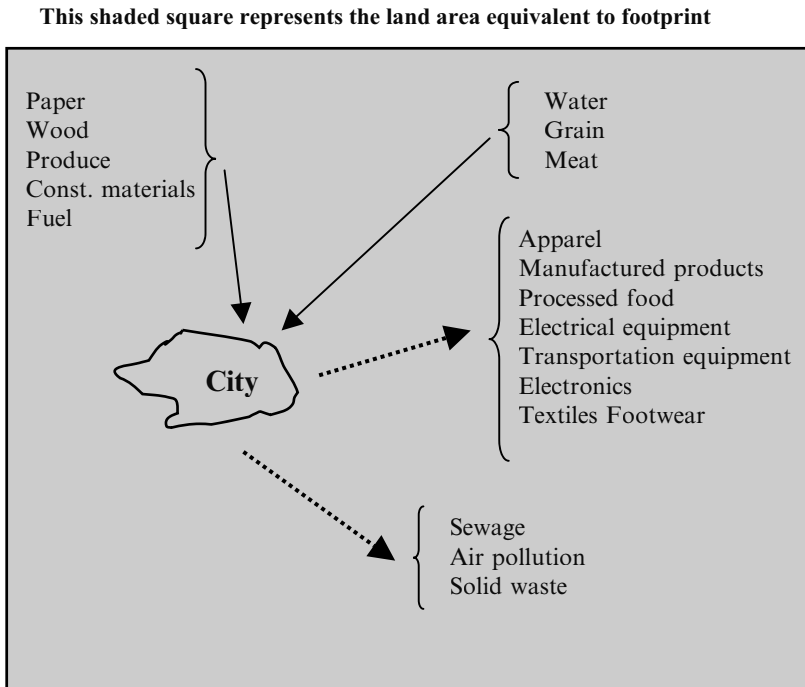 This shaded square represents the land area equivalent to footprint
Paper
Wood
Produce
Const. materials
Fuel
Water
Grain
Meat
Apparel
Manufactured products
Processed food
Electrical equipment
Transportation equipment
Electronics
Textiles Footwear
City
Sewage
Air pollution
Solid waste